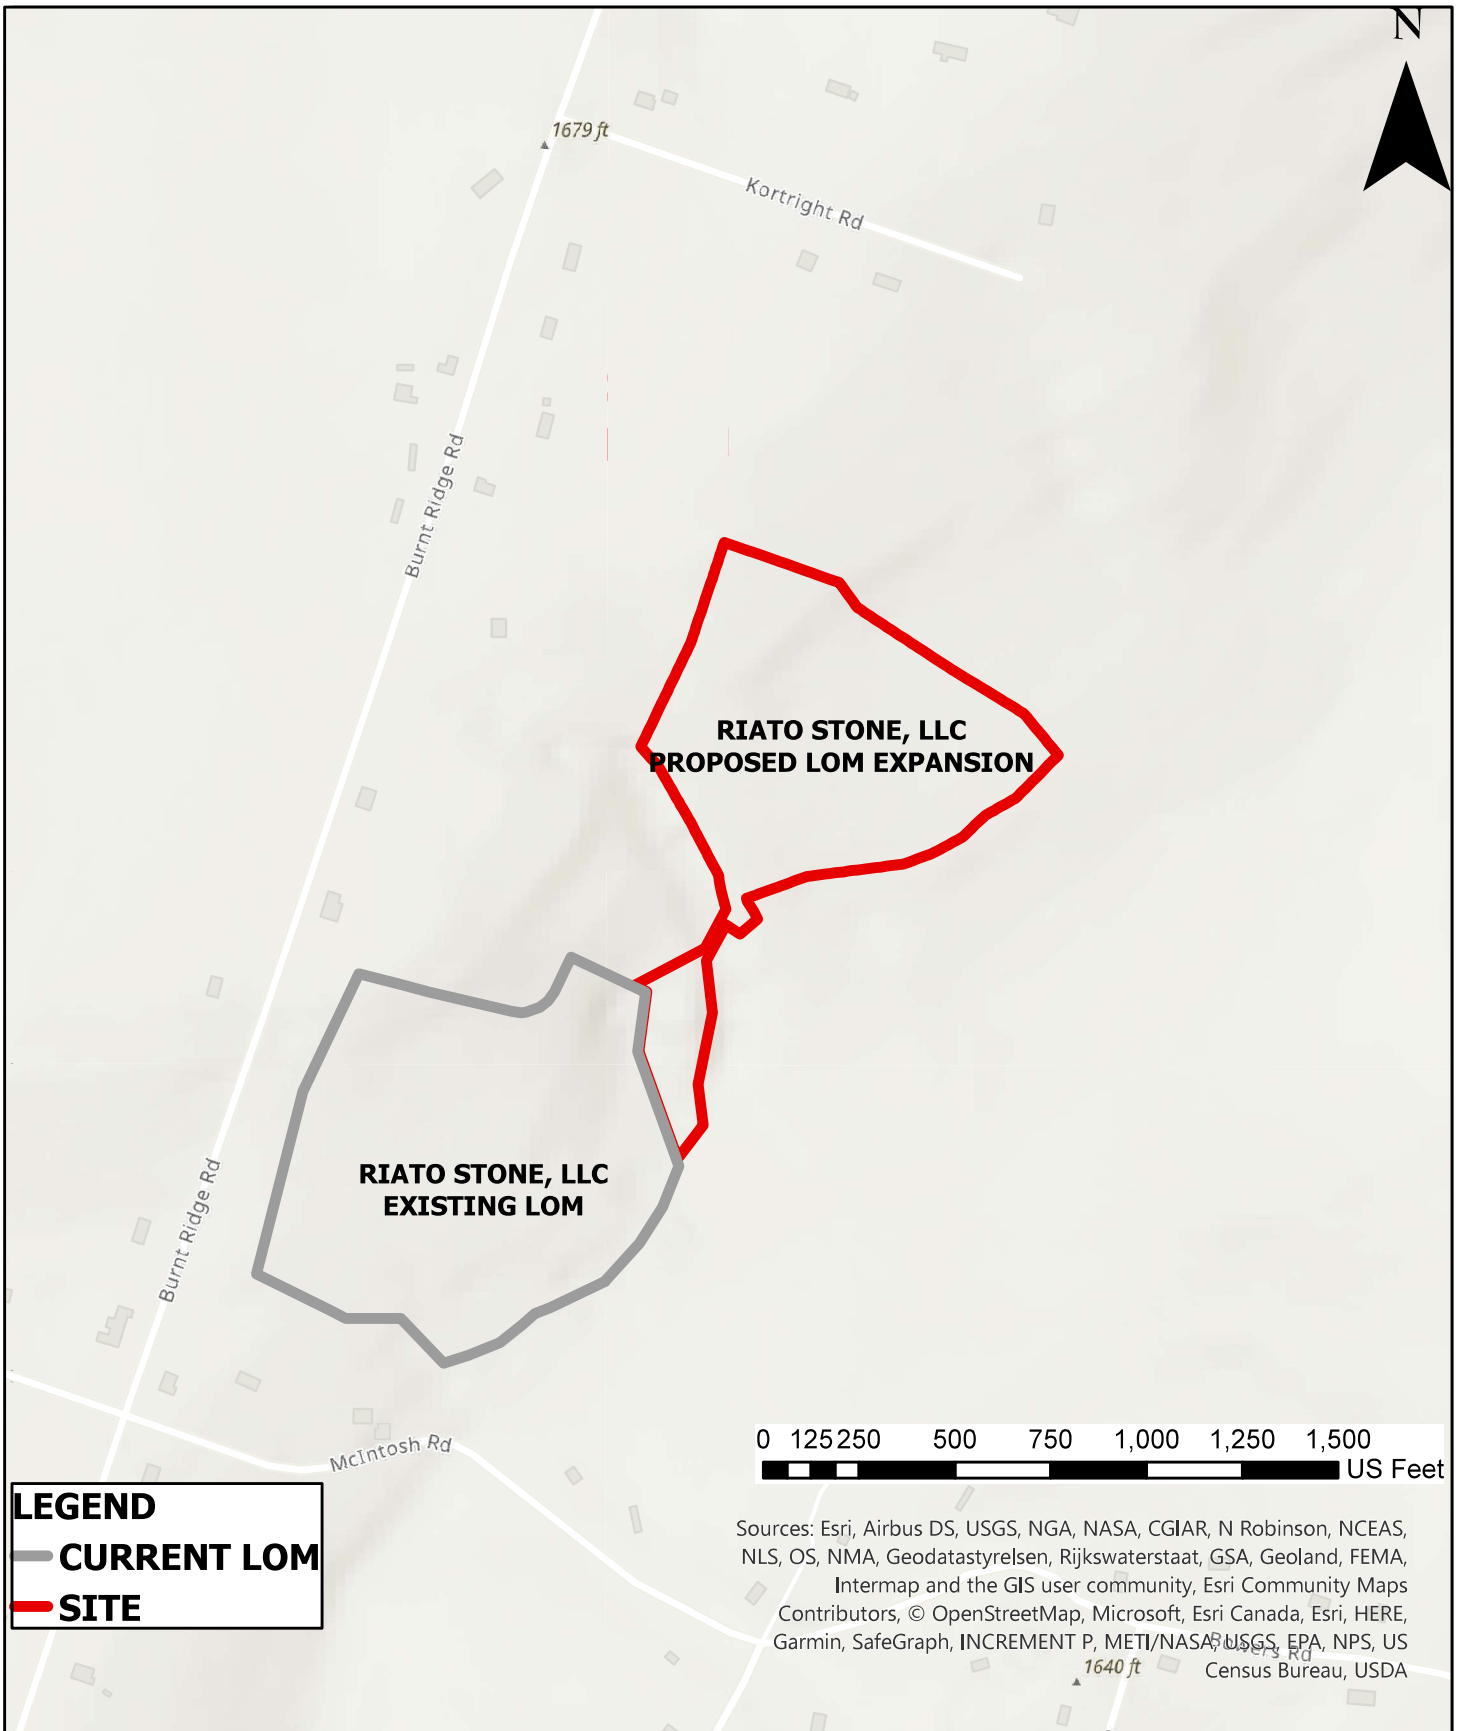 N
1679 ft
Kortright Rd
Burnt Ridge Rd
RIATO STONE, LLC
PROPOSED LOM EXPANSION
RIATO STONE, LLC
EXISTING LOM
Burnt Ridge Rd
McIntosh Rd
0 125 250 500 750 1,000 1,250 1,500
US Feet
LEGEND
CURRENT LOM
SITE
Sources: Esri, Airbus DS, USGS, NGA, NASA, CGIAR, N Robinson, NCEAS,
NLS, OS, NMA, Geodatastyrelsen, Rijkswaterstaat, GSA, Geoland, FEMA,
Intermap and the GIS user community, Esri Community Maps
Contributors, © OpenStreetMap, Microsoft, Esri Canada, Esri, HERE,
Garmin, SafeGraph, INCREMENT P, METI/NASA, USGS, EPA, NPS, US
Census Bureau, USDA
Bowers Rd
1640 ft